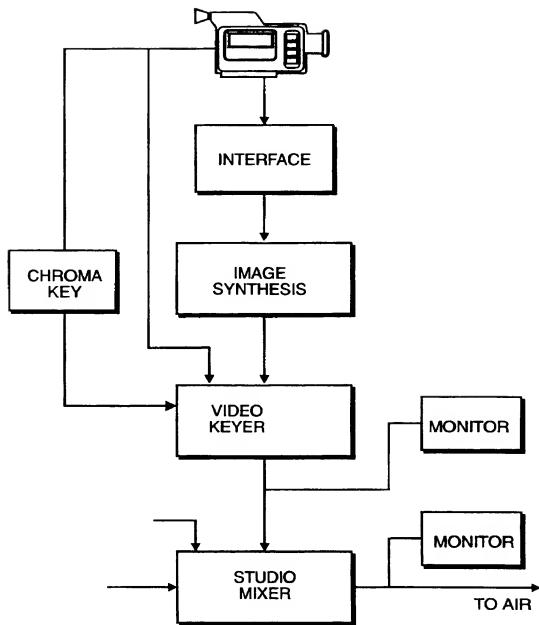 INTERFACE
IMAGE
SYNTHESIS
CHROMA
KEY
VIDEO
KEYER
MONITOR
MONITOR
STUDIO
MIXER
TO AIR